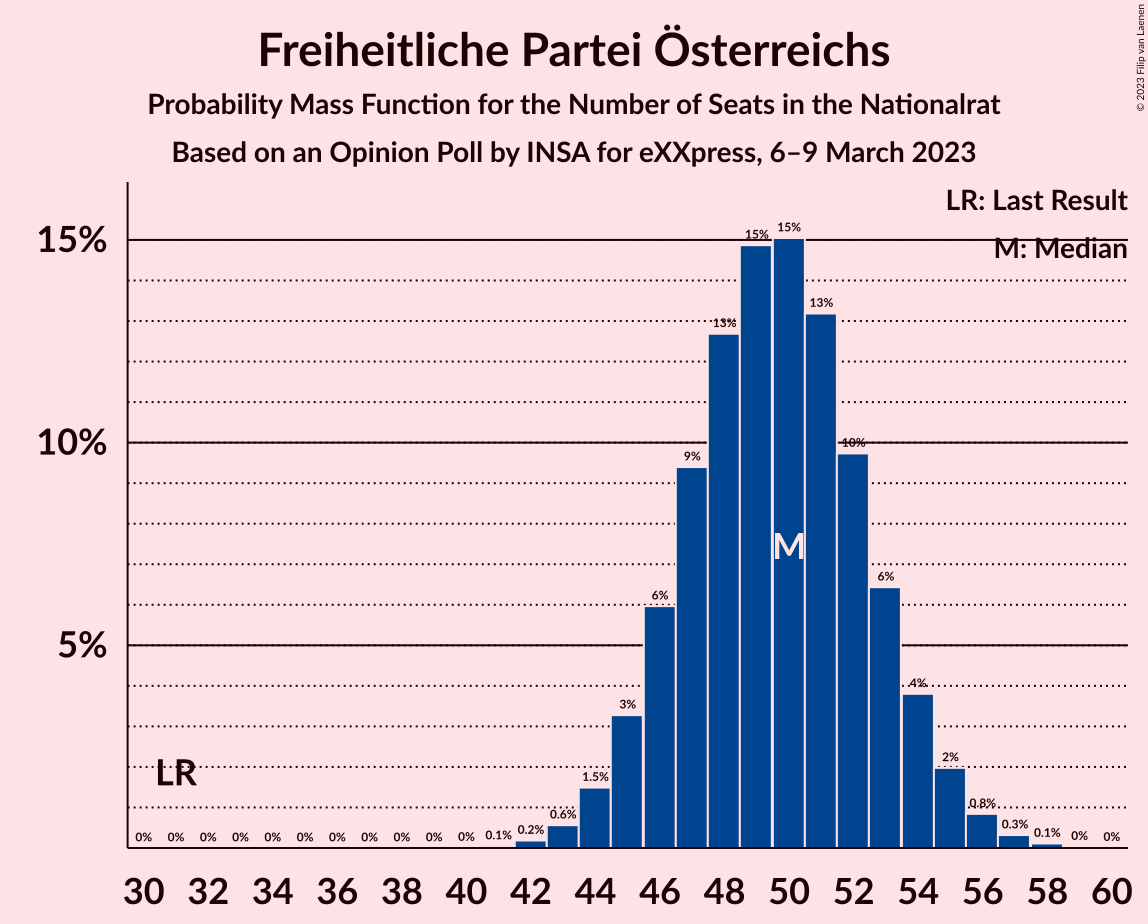 Freiheitliche Partei Österreichs
Probability Mass Function for the Number of Seats in the Nationalrat
Based on an Opinion Poll by INSA for eXXpress, 6–9 March 2023
© 2023 Filip van Laenen
LR: Last Result
M: Median
15%
10%
5%
LR
M
0% 0% 0% 0% 0% 0% 0% 0% 0% 0% 0% 0.1% 0.2% 0.6% 1.5% 3% 6% 9% 13% 15% 15% 13% 10% 6% 4% 2% 0.8% 0.3% 0.1% 0% 0%
30 32 34 36 38 40 42 44 46 48 50 52 54 56 58 60